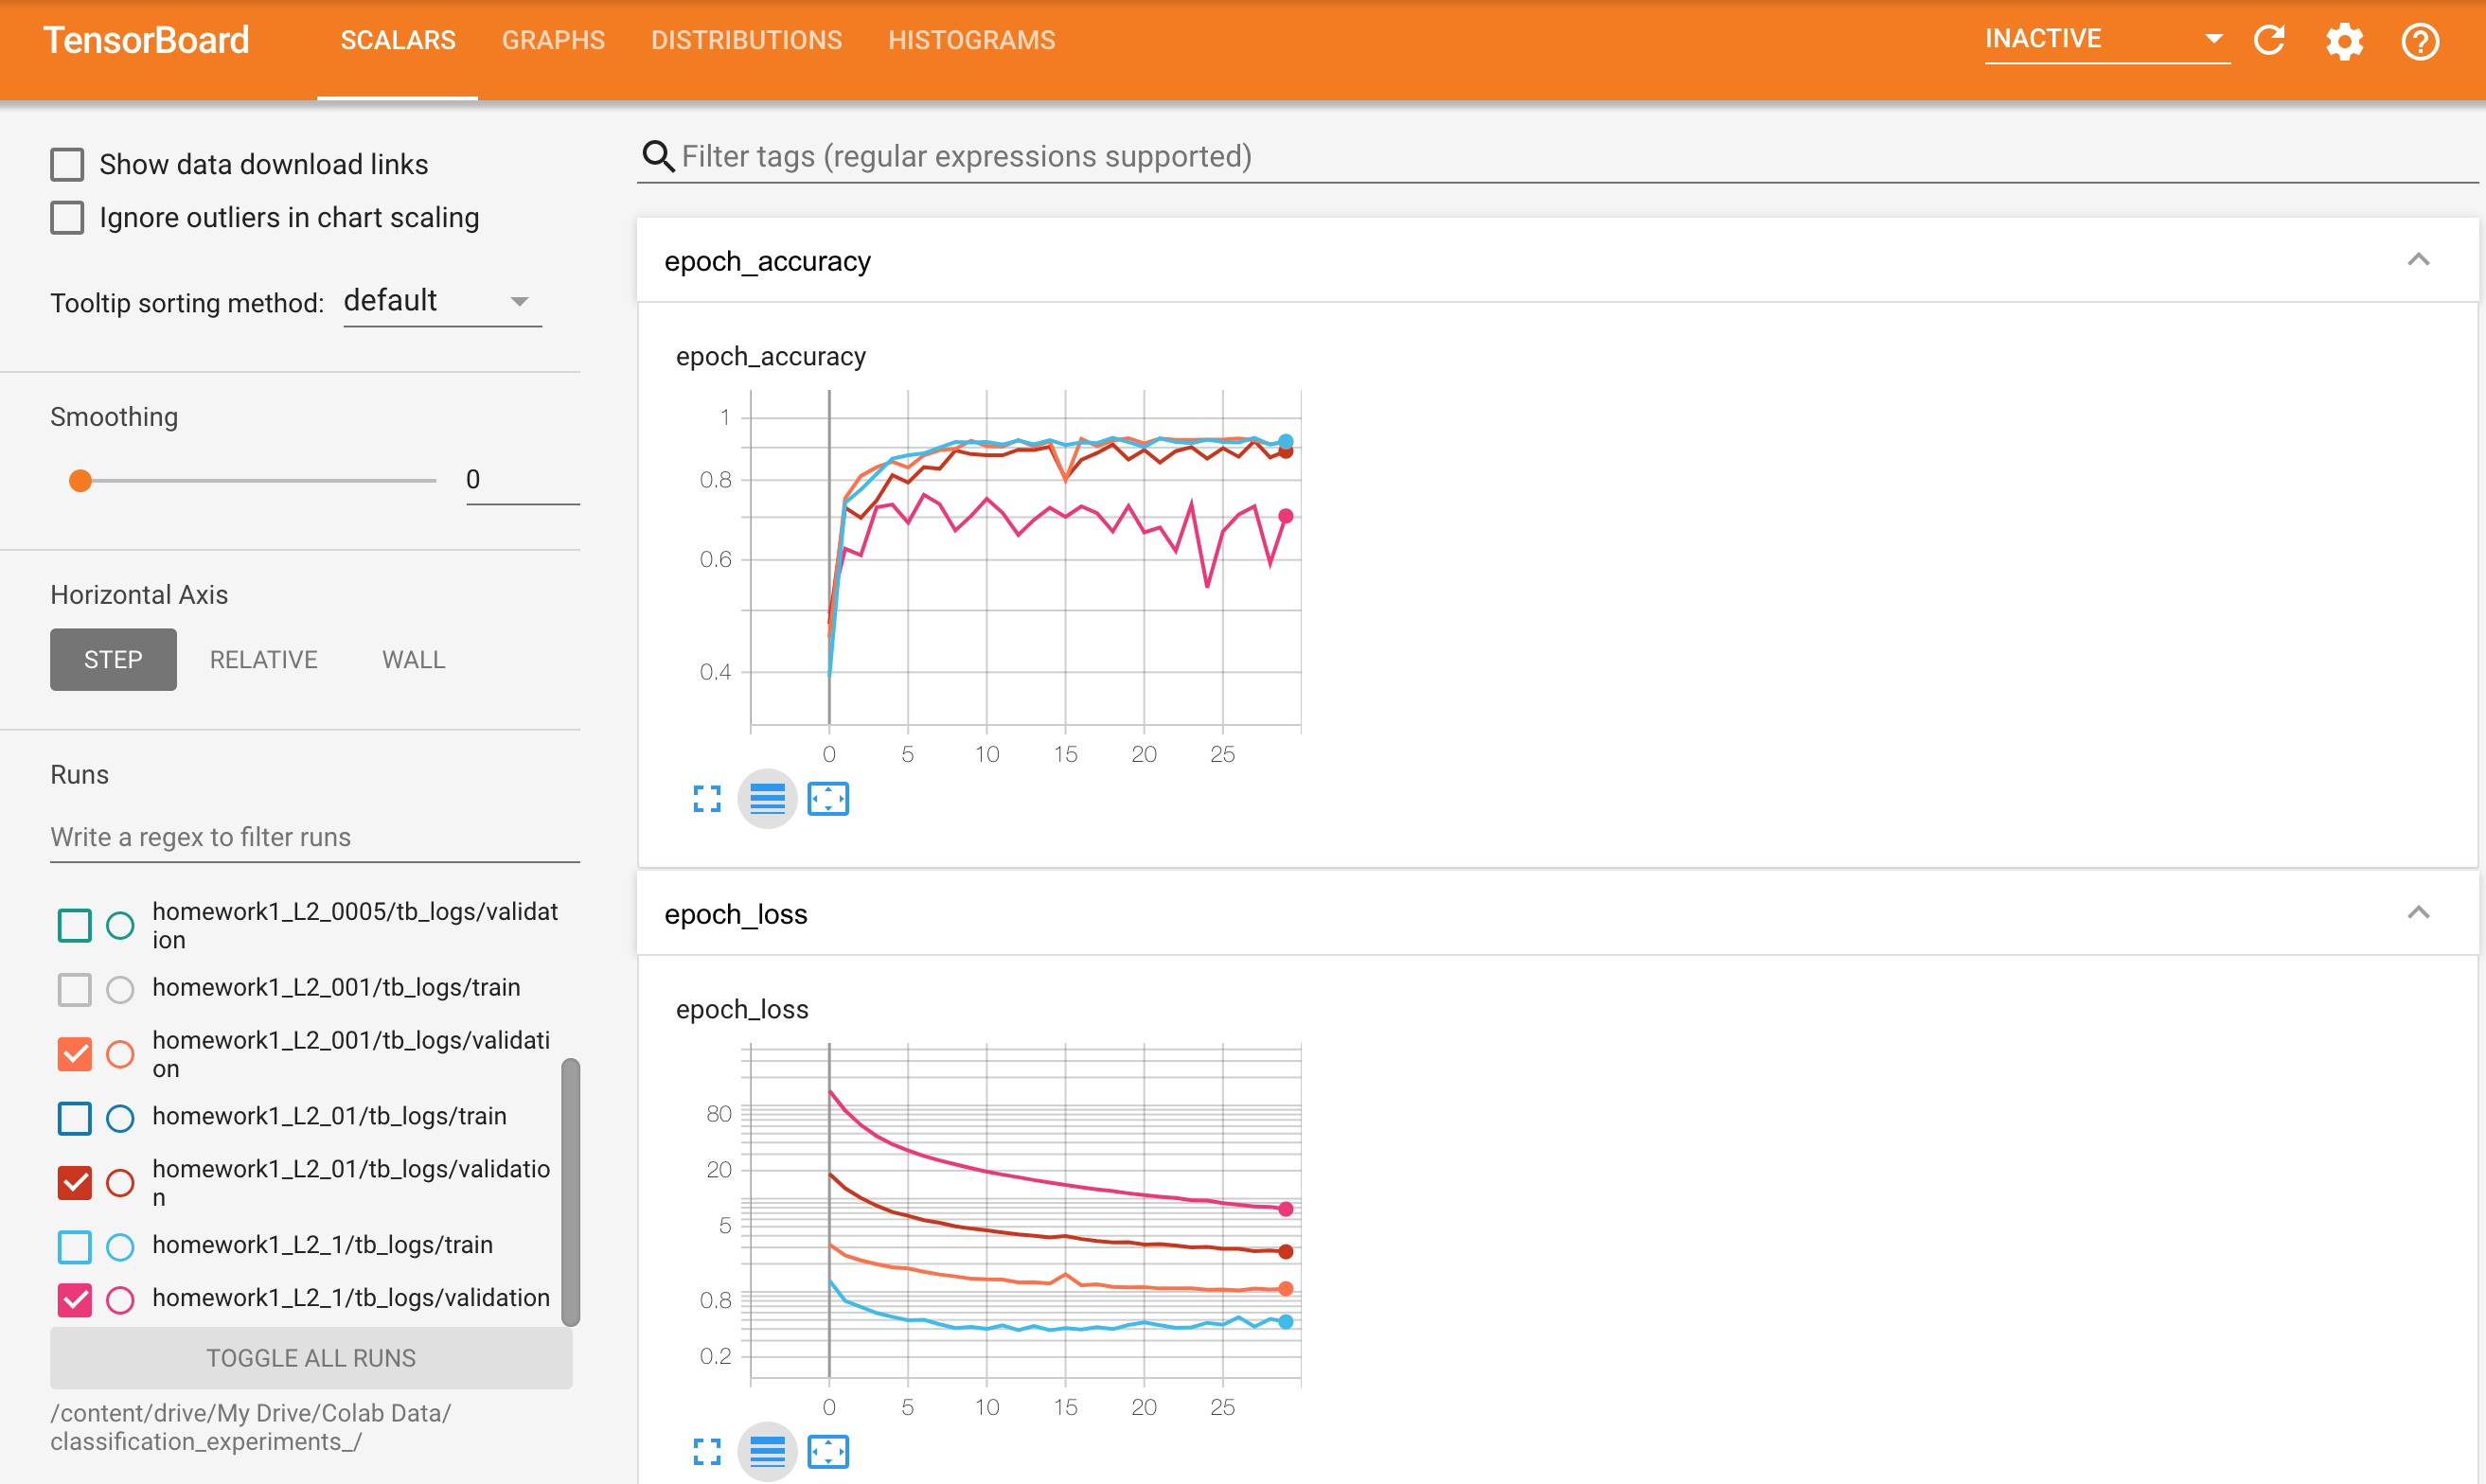 TensorBoard
SCALARS
GRAPHS
DISTRIBUTIONS
HISTOGRAMS
INACTIVE
Show data download links
Ignore outliers in chart scaling
Tooltip sorting method: default
Smoothing
0
Horizontal Axis
STEP
RELATIVE
WALL
Runs
Write a regex to filter runs
homework1_L2_0005/tb_logs/validat
ion
homework1_L2_001/tb_logs/train
homework1_L2_001/tb_logs/validati
on
homework1_L2_01/tb_logs/train
homework1_L2_01/tb_logs/validatio
n
homework1_L2_1/tb_logs/train
homework1_L2_1/tb_logs/validation
TOGGLE ALL RUNS
/content/drive/My Drive/Colab Data/
classification_experiments_/
Filter tags (regular expressions supported)
epoch_accuracy
epoch_accuracy
1
0.8
0.6
0.4
0 5 10 15 20 25
epoch_loss
epoch_loss
80
20
5
0.8
0.2
0 5 10 15 20 25